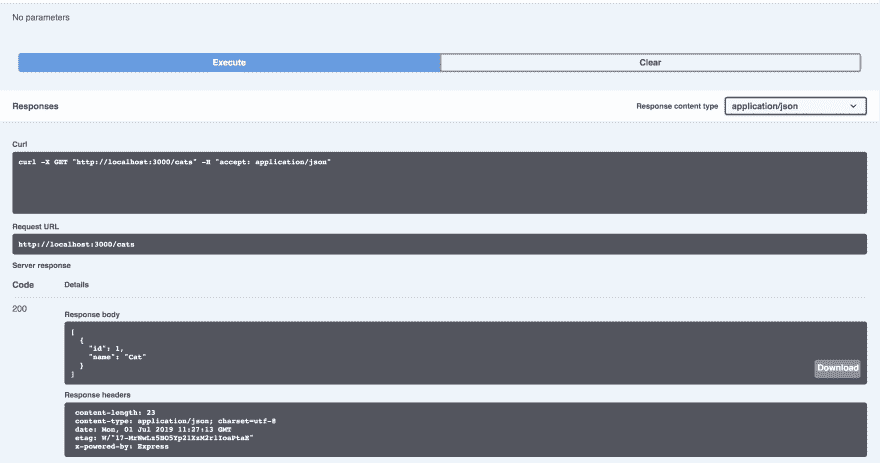 No parameters
Execute
Clear
Responses
Response content type
application/json
Curl
curl -X GET "http://localhost:3000/cats" -H "accept: application/json"
Request URL
http://localhost:3000/cats
Server response
Code
Details
200
Response body
[
{
"id": 1,
"name": "Cat"
}
]
Download
Response headers
content-length: 23
content-type: application/json; charset=utf-8
date: Mon, 01 Jul 2019 11:27:13 GMT
x-powered-by: Express